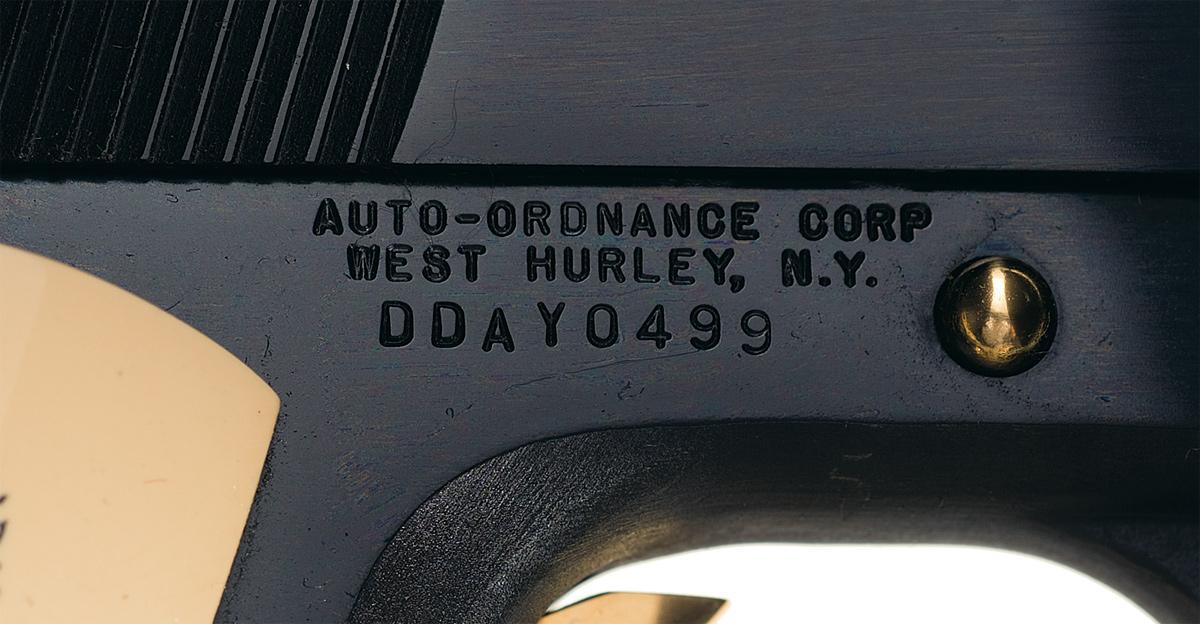 AUTO-ORDNANCE CORP
WEST HURLEY, N.Y.
DDAY0499